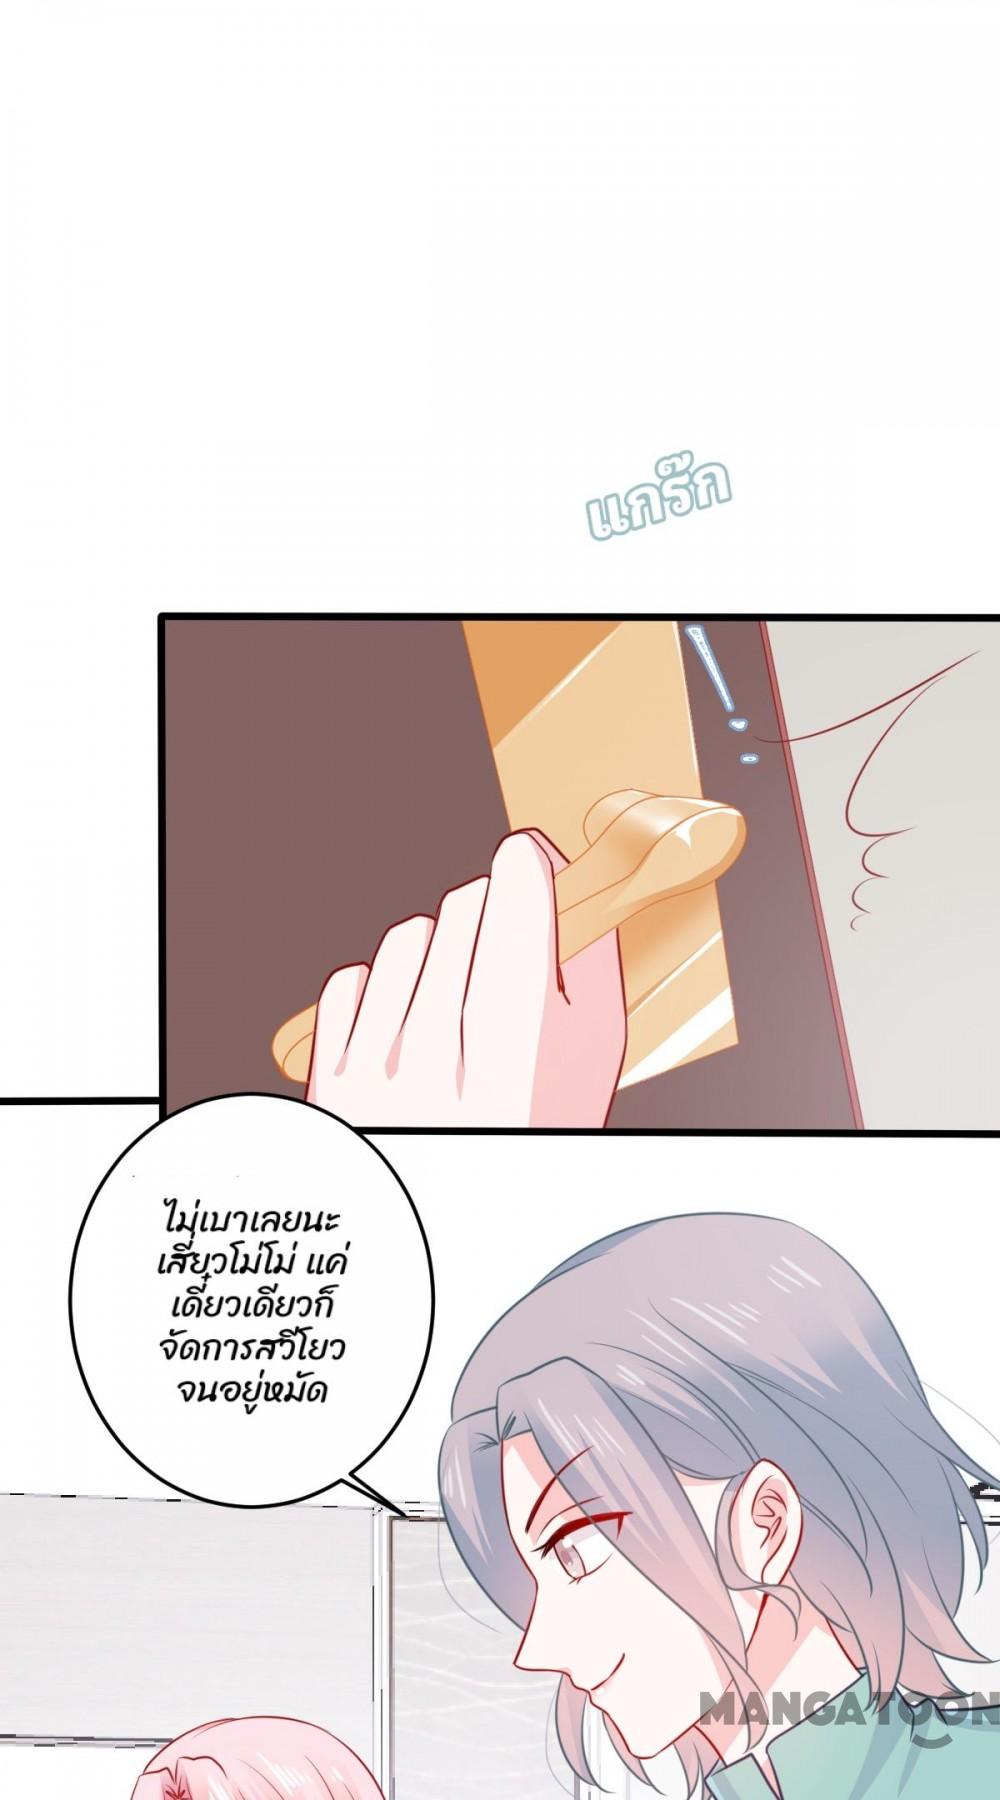 แกร๊ก
ไม่เบาเลยนะ
เสี่ยวโม่โม่ แค่
เดี๋ยวเดียวก็
จัดการสวีโยว
จนอยู่หมัด
MANGATOON